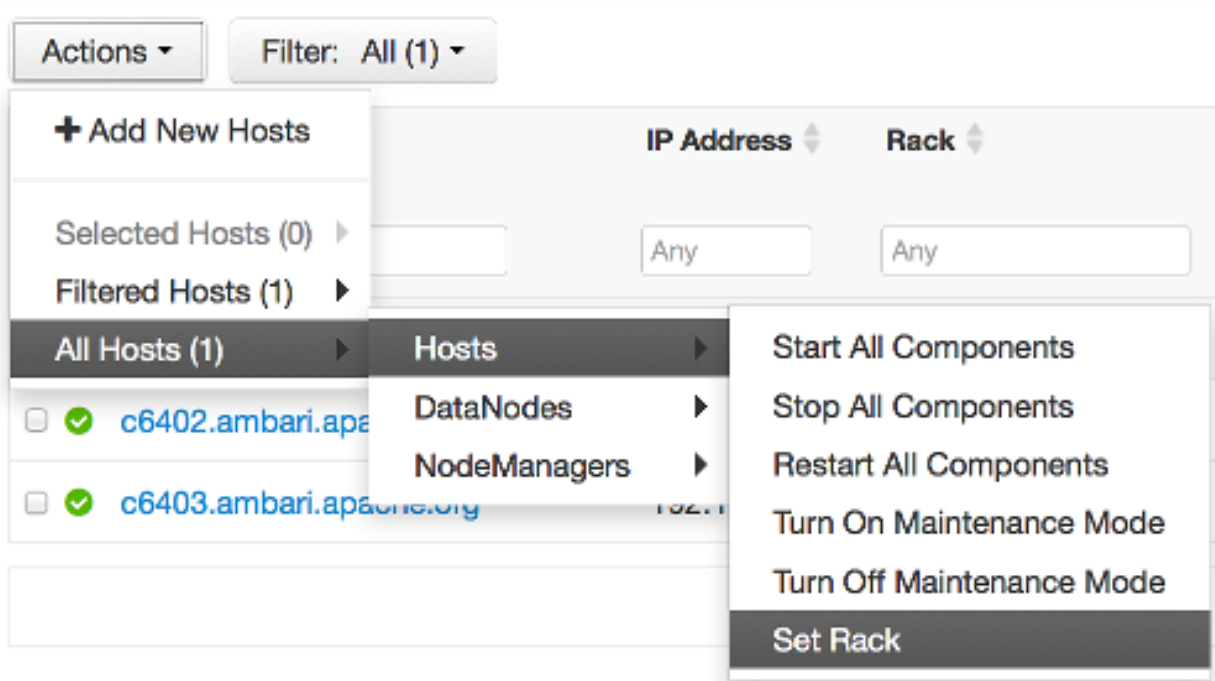 Actions Filter: All (1)
+ Add New Hosts
IP Address Rack
Selected Hosts (0)
Any Any
Filtered Hosts (1)
All Hosts (1) Hosts Start All Components
DataNodes Stop All Components
c6402.ambari.apa
NodeManagers Restart All Components
c6403.ambari.apache.org 192.1
Turn On Maintenance Mode
Turn Off Maintenance Mode
Set Rack